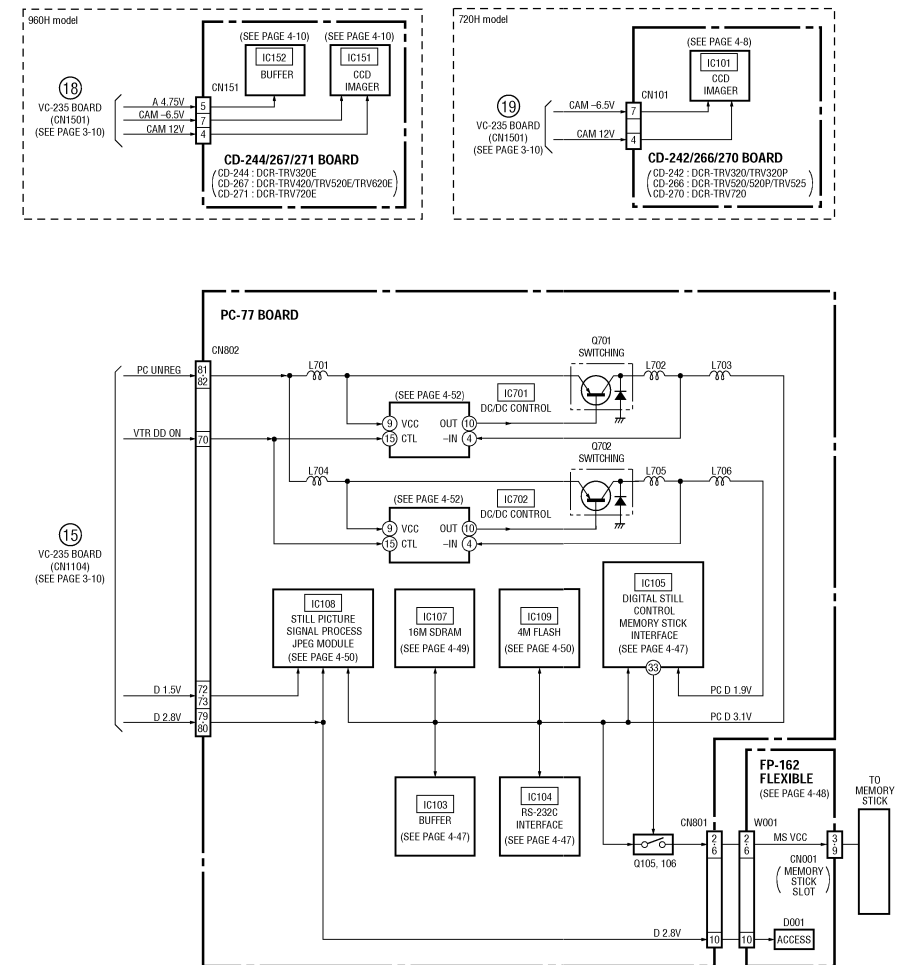 960H model
(SEE PAGE 4-10) (SEE PAGE 4-10)
IC152
BUFFER
IC151
CCD
IMAGER
18
VC-235 BOARD
(CN1501)
(SEE PAGE 3-10)
CN151
A 4.75V 5
CAM –6.5V 7
CAM 12V 4
CD-244/267/271 BOARD
(CD-244 : DCR-TRV320E
CD-267 : DCR-TRV420/TRV520E/TRV620E
CD-271 : DCR-TRV720E)
720H model
(SEE PAGE 4-8)
IC101
CCD
IMAGER
19
VC-235 BOARD
(CN1501)
(SEE PAGE 3-10)
CN101
CAM –6.5V 7
CAM 12V 4
CD-242/266/270 BOARD
(CD-242 : DCR-TRV320/TRV320P
CD-266 : DCR-TRV520/520P/TRV525
CD-270 : DCR-TRV720)
PC-77 BOARD
CN802
PC UNREG 81 82
VTR DD ON 70
L701
Q701
SWITCHING
L702 L703
(SEE PAGE 4-52)
IC701
DC/DC CONTROL
9 VCC OUT 10
15 CTL –IN 4
L704
Q702
SWITCHING
L705 L706
(SEE PAGE 4-52)
IC702
DC/DC CONTROL
9 VCC OUT 10
15 CTL –IN 4
15
VC-235 BOARD
(CN1104)
(SEE PAGE 3-10)
IC108
STILL PICTURE
SIGNAL PROCESS
JPEG MODULE
(SEE PAGE 4-50)
IC107
16M SDRAM
(SEE PAGE 4-49)
IC109
4M FLASH
(SEE PAGE 4-50)
IC105
DIGITAL STILL
CONTROL
MEMORY STICK
INTERFACE
(SEE PAGE 4-47)
33
D 1.5V 72 73
PC D 1.9V
D 2.8V 79 80
PC D 3.1V
IC103
BUFFER
(SEE PAGE 4-47)
IC104
RS-232C
INTERFACE
(SEE PAGE 4-47)
Q105, 106
FP-162
FLEXIBLE
(SEE PAGE 4-48)
TO
MEMORY
STICK
CN801 W001
2 6
2 6
MS VCC
3 9
CN001
(MEMORY
STICK
SLOT)
D001
D 2.8V 10 10 ACCESS